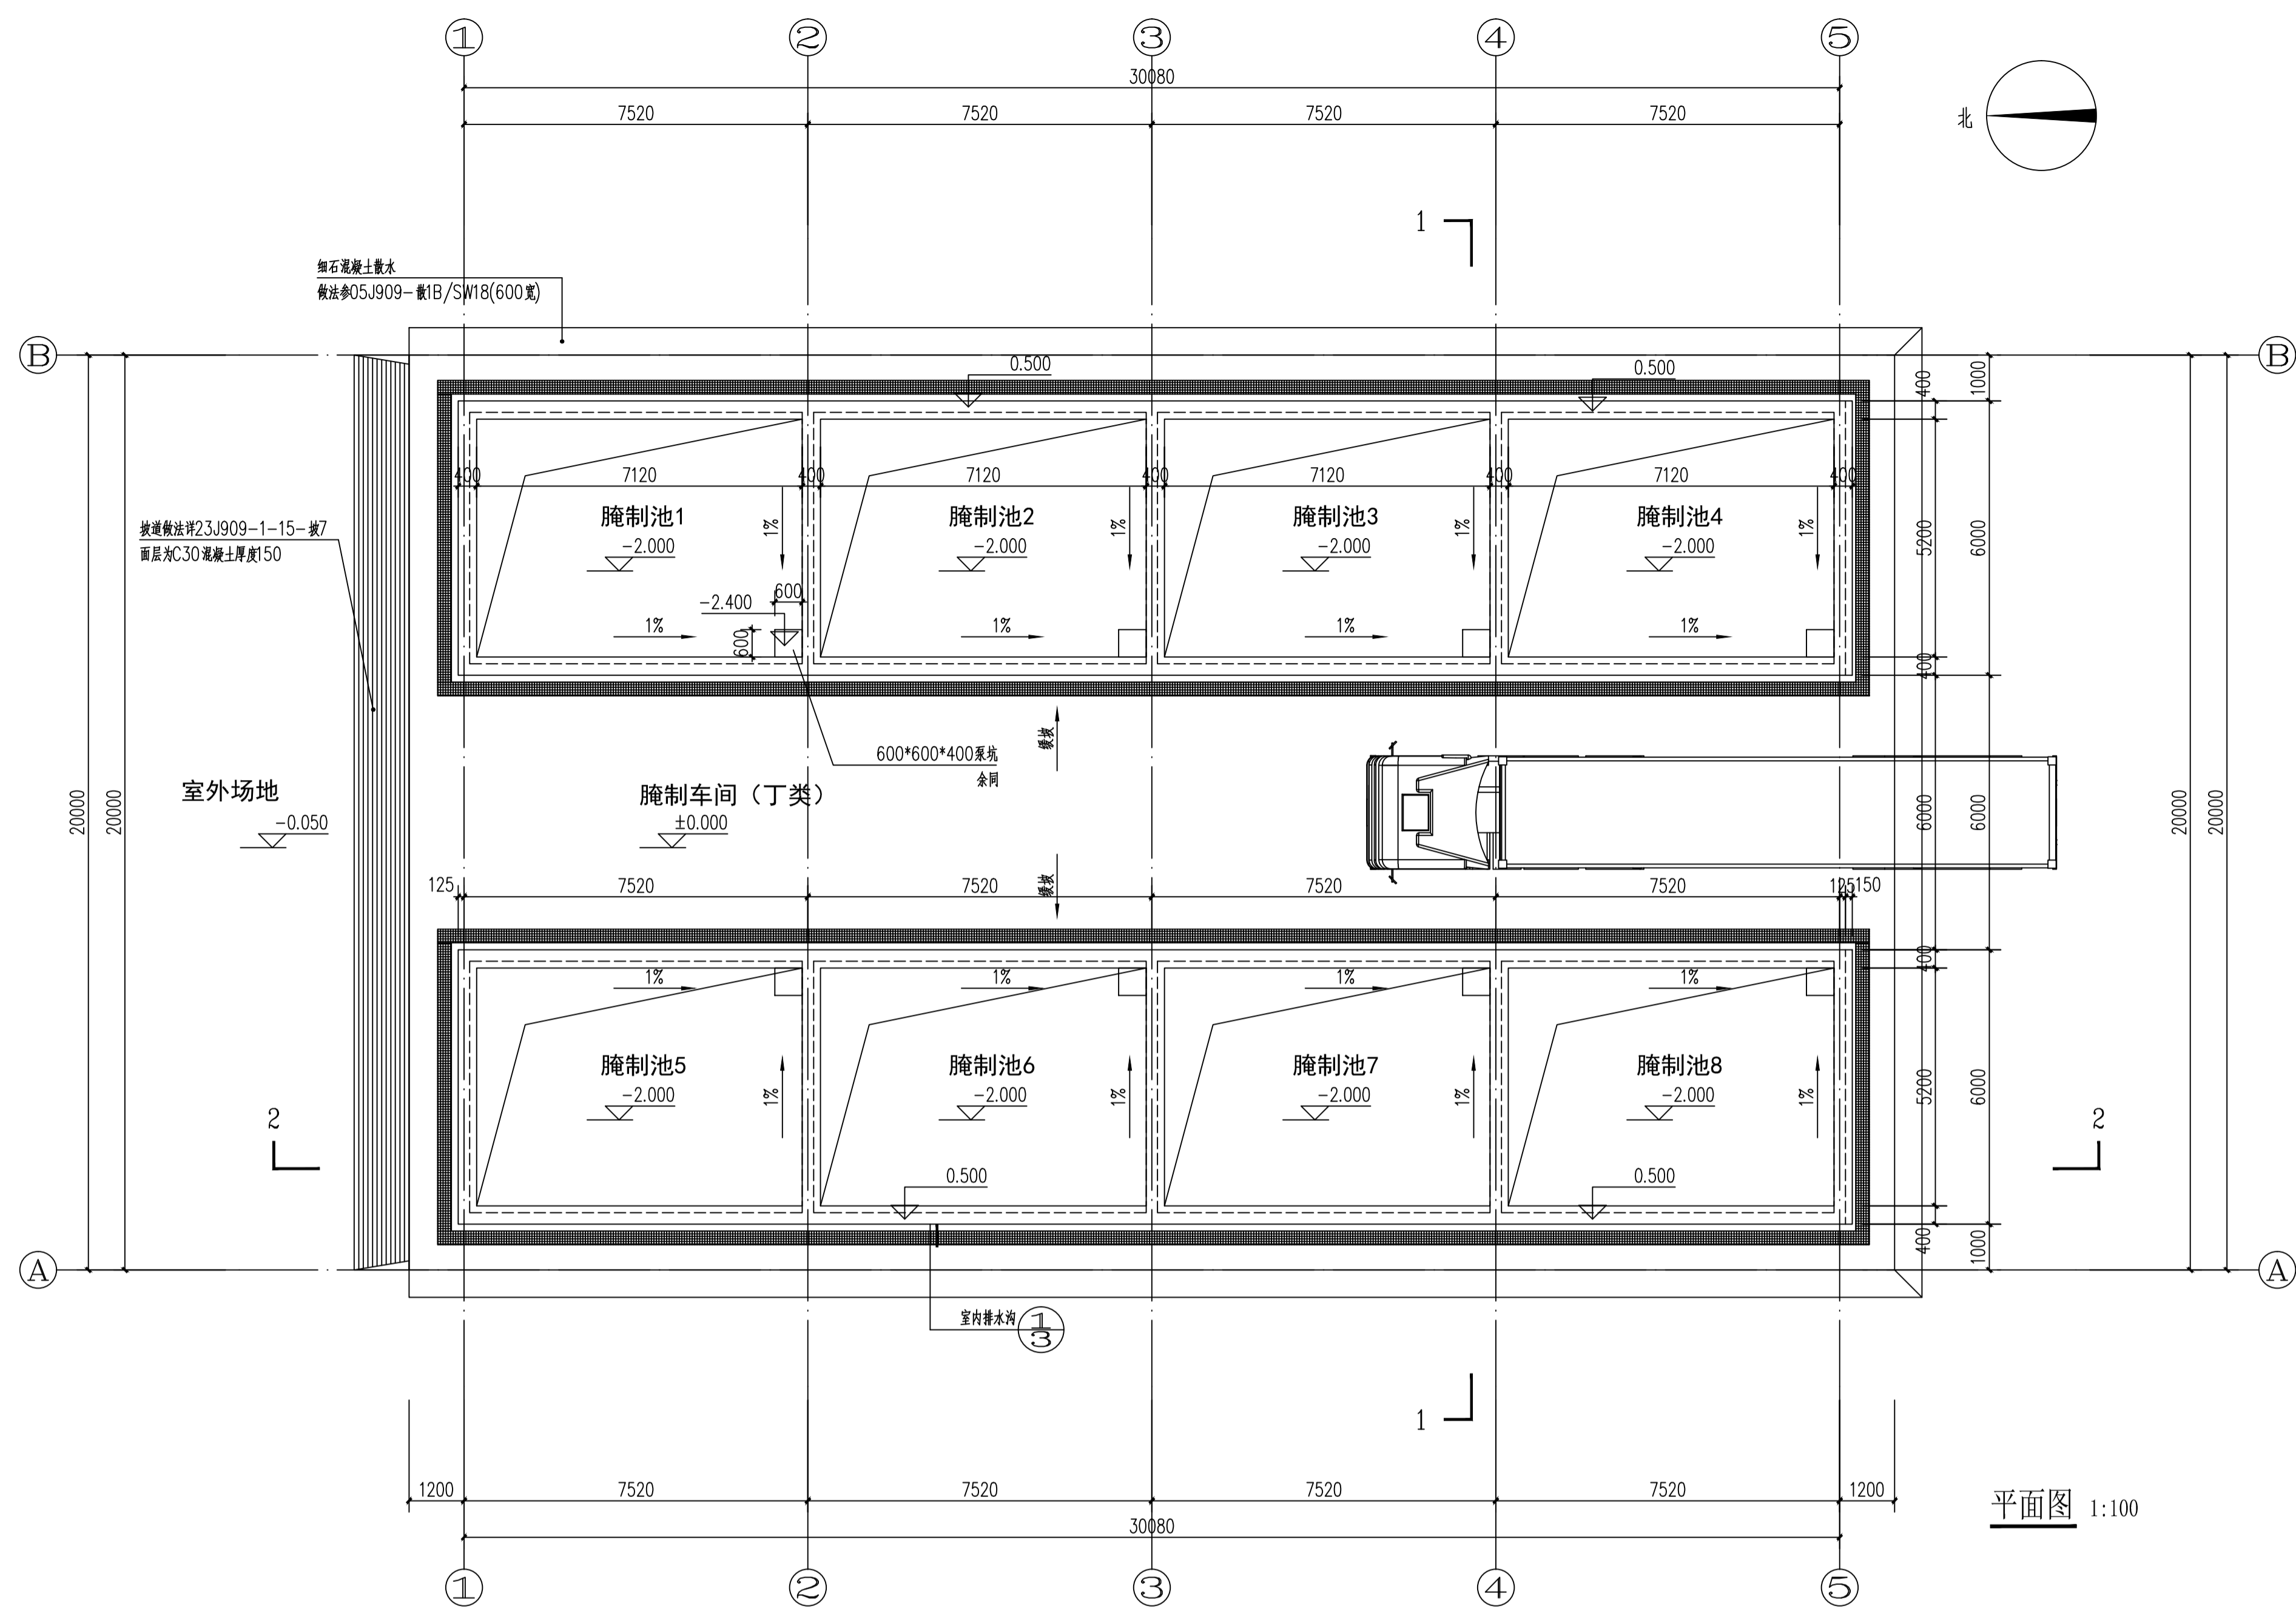 ① ② ③ ④ ⑤
30080
7520 7520 7520 7520
北
1
细石混凝土散水
做法参05J909-散1B/SW18(600宽)
B B
0.500 0.500
400 1000
400 7120 400 7120 400 7120 400 7120 400
腌制池1 腌制池2 腌制池3 腌制池4
-2.000 -2.000 -2.000 -2.000
1% 1% 1% 1%
5200 6000
坡道做法详23J909-1-15-坡7
面层为C30混凝土厚度150
-2.400 600
600
1% 1% 1% 1%
400
600*600*400泵坑
余同
缓坡
室外场地
-0.050
腌制车间（丁类）
±0.000
20000 20000
6000 6000
20000 20000
缓坡
125 7520 7520 7520 7520 125 150
400
1% 1% 1% 1%
腌制池5 腌制池6 腌制池7 腌制池8
-2.000 -2.000 -2.000 -2.000
1% 1% 1% 1%
5200 6000
2 2
0.500 0.500
400 1000
A A
室内排水沟 1
3
1
1200 7520 7520 7520 7520 1200
30080
平面图 1:100
① ② ③ ④ ⑤